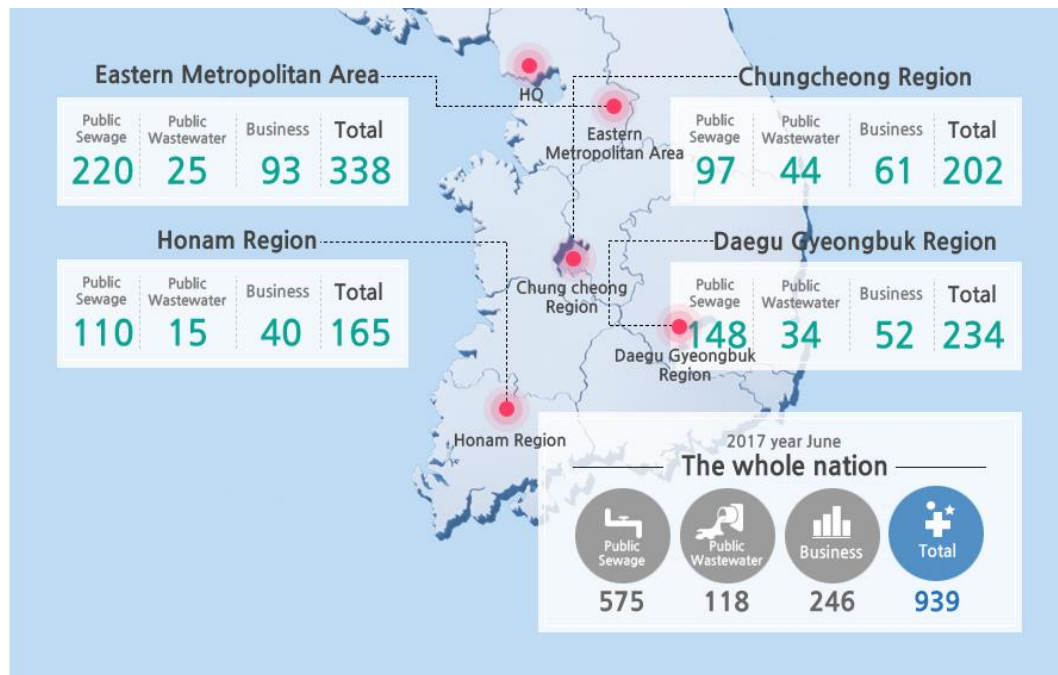 Eastern Metropolitan Area
Public
Sewage
220
Public
Wastewater
25
Business
93
Total
338
Honam Region
Public
Sewage
110
Public
Wastewater
15
Business
40
Total
165
HQ
Eastern
Metropolitan Area
Chung cheong
Region
Daegu Gyeongbuk
Region
Honam Region
Chungcheong Region
Public
Sewage
97
Public
Wastewater
44
Business
61
Total
202
Daegu Gyeongbuk Region
Public
Sewage
148
Public
Wastewater
34
Business
52
Total
234
2017 year June
The whole nation
Public
Sewage
575
Public
Wastewater
118
Business
246
Total
939